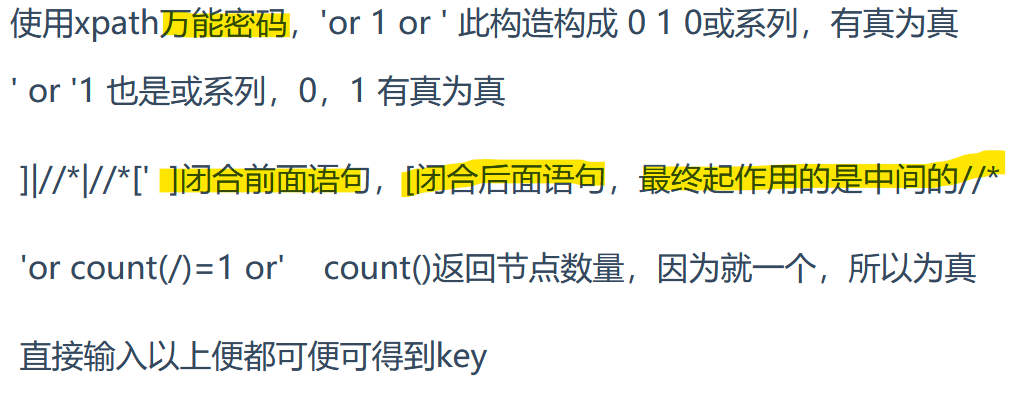 使用xpath万能密码，'or 1 or ' 此构造构成 0 1 0或系列，有真为真
' or '1 也是或系列，0，1 有真为真
]|//*|//*[' ]闭合前面语句，[闭合后面语句，最终起作用的是中间的//*
'or count(/)=1 or' count()返回节点数量，因为就一个，所以为真
直接输入以上便都可便可得到key